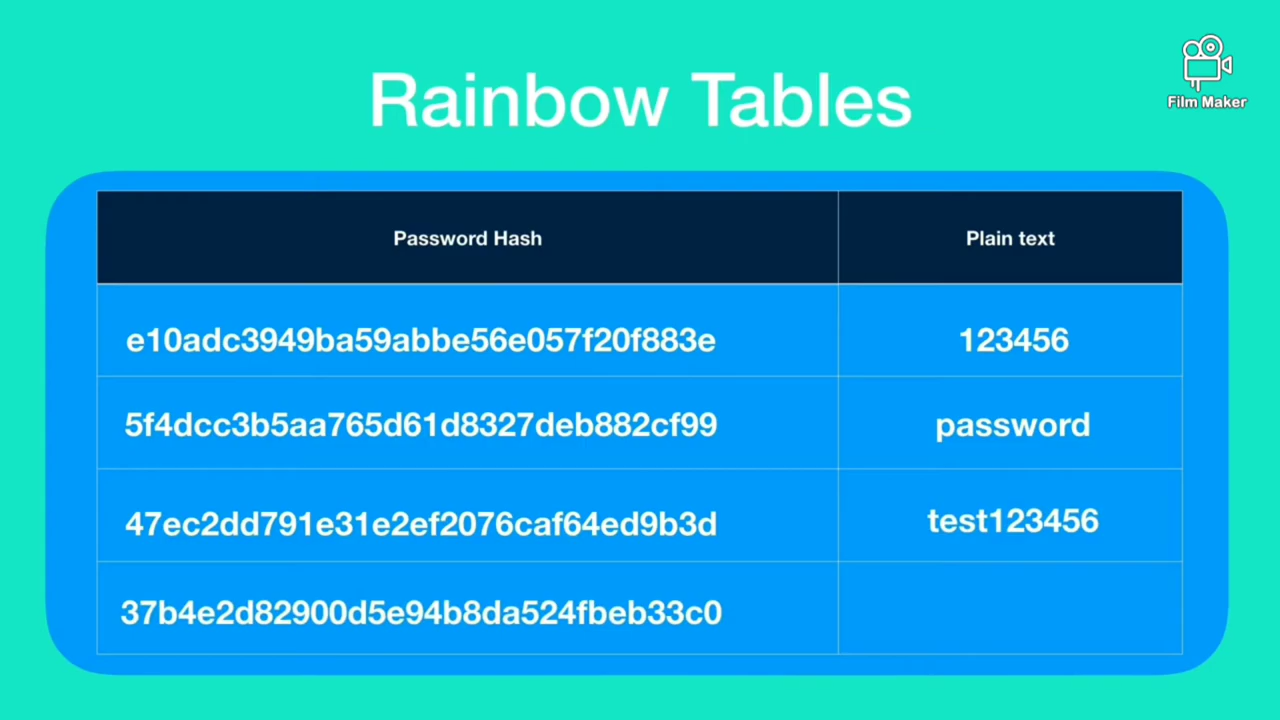 Rainbow Tables
Film Maker
Password Hash
Plain text
e10adc3949ba59abbe56e057f20f883e
123456
5f4dcc3b5aa765d61d8327deb882cf99
password
47ec2dd791e31e2ef2076caf64ed9b3d
test123456
37b4e2d82900d5e94b8da524fbeb33c0